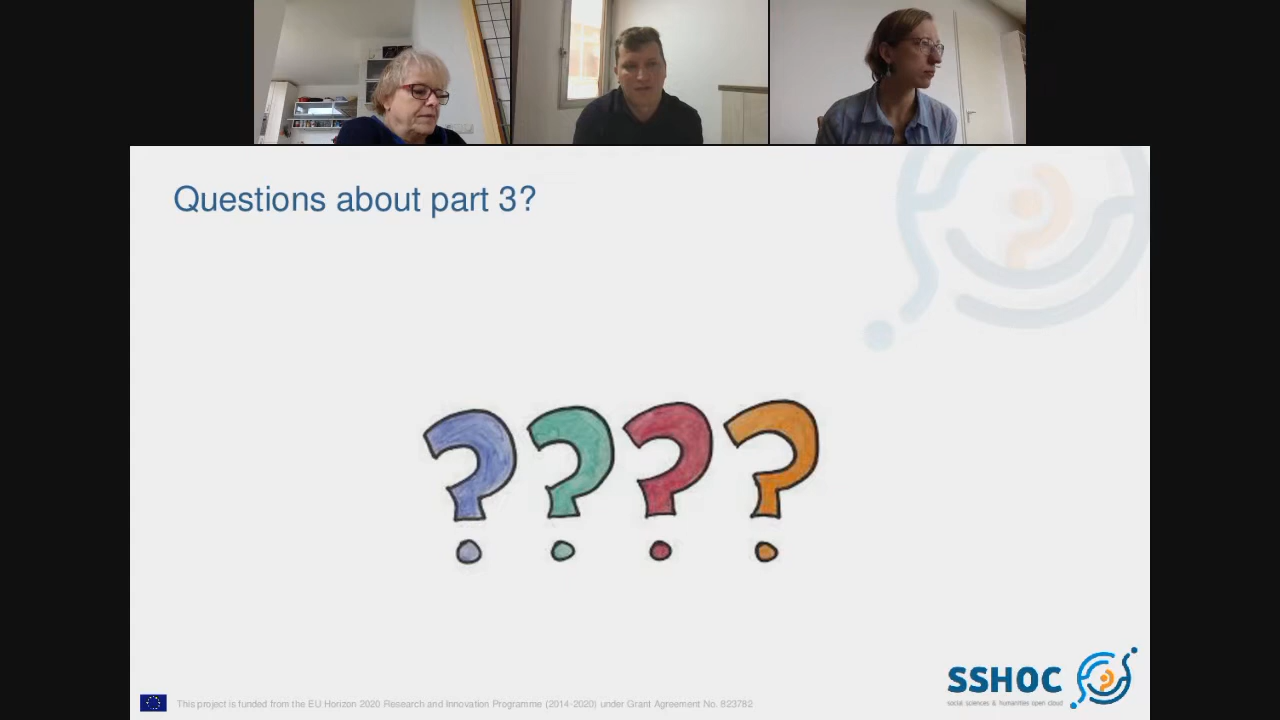 Questions about part 3?
????
SSHOC
social sciences & humanities open cloud
This project is funded from the EU Horizon 2020 Research and Innovation Programme (2014-2020) under Grant Agreement No. 823782